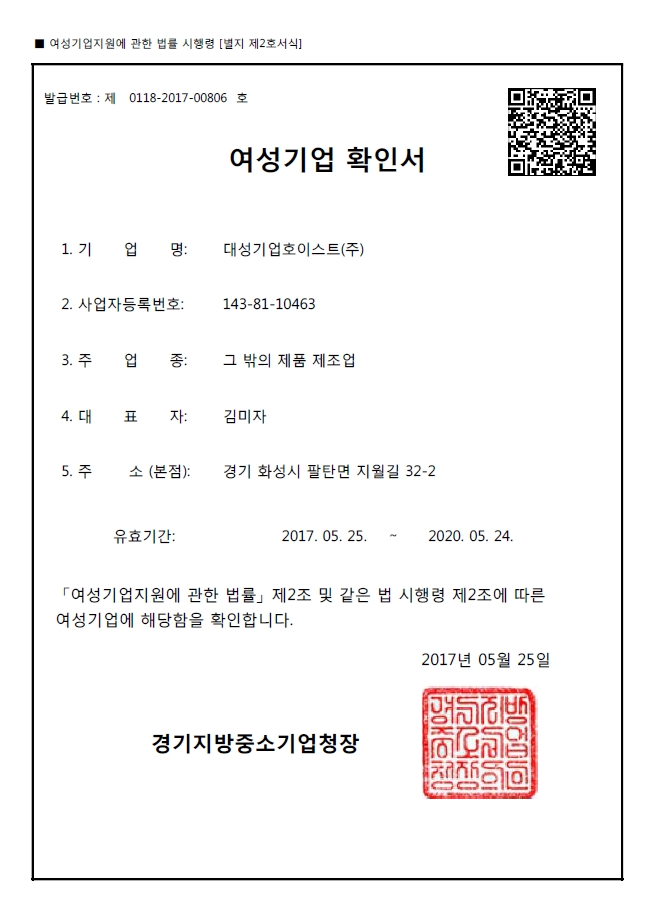 ■ 여성기업지원에 관한 법률 시행령 [별지 제2호서식]
발급번호 : 제 0118-2017-00806 호
여성기업 확인서
1. 기 업 명: 대성기업호이스트(주)
2. 사업자등록번호: 143-81-10463
3. 주 업 종: 그 밖의 제품 제조업
4. 대 표 자: 김미자
5. 주 소 (본점): 경기 화성시 팔탄면 지월길 32-2
유효기간: 2017. 05. 25. ~ 2020. 05. 24.
「여성기업지원에 관한 법률」제2조 및 같은 법 시행령 제2조에 따른
여성기업에 해당함을 확인합니다.
2017년 05월 25일
경기지방중소기업청장